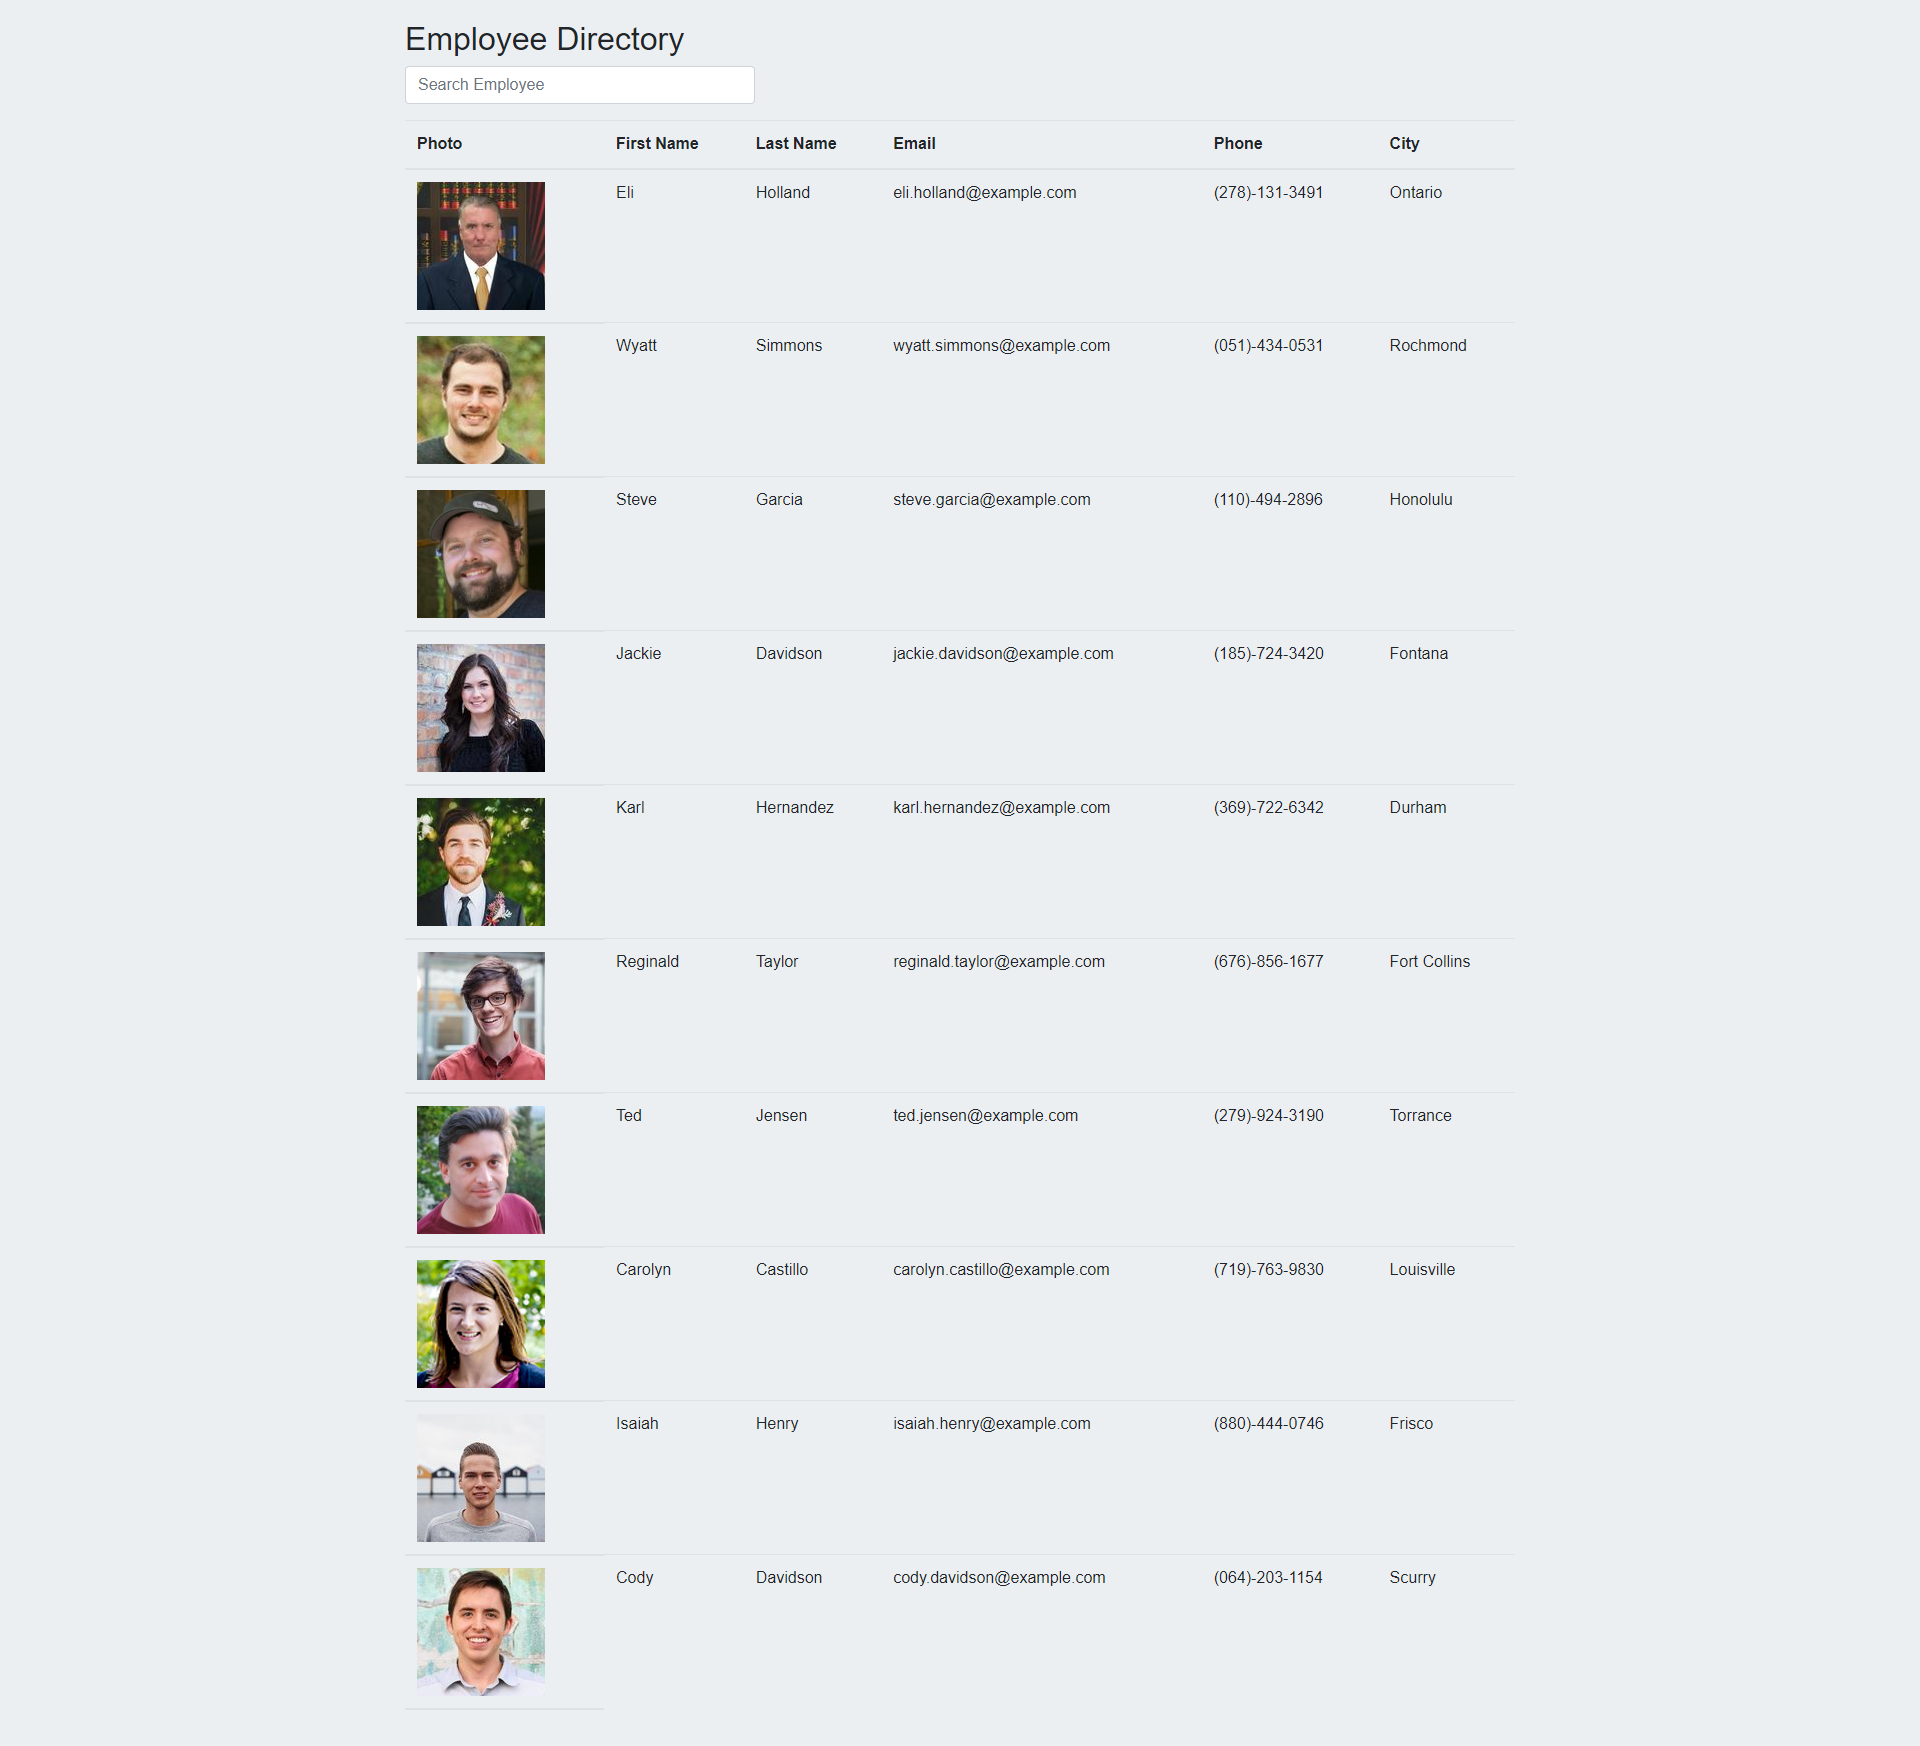 Employee Directory
Search Employee
Photo First Name Last Name Email Phone City
Eli Holland eli.holland@example.com (278)-131-3491 Ontario
Wyatt Simmons wyatt.simmons@example.com (051)-434-0531 Rochmond
Steve Garcia steve.garcia@example.com (110)-494-2896 Honolulu
Jackie Davidson jackie.davidson@example.com (185)-724-3420 Fontana
Karl Hernandez karl.hernandez@example.com (369)-722-6342 Durham
Reginald Taylor reginald.taylor@example.com (676)-856-1677 Fort Collins
Ted Jensen ted.jensen@example.com (279)-924-3190 Torrance
Carolyn Castillo carolyn.castillo@example.com (719)-763-9830 Louisville
Isaiah Henry isaiah.henry@example.com (880)-444-0746 Frisco
Cody Davidson cody.davidson@example.com (064)-203-1154 Scurry